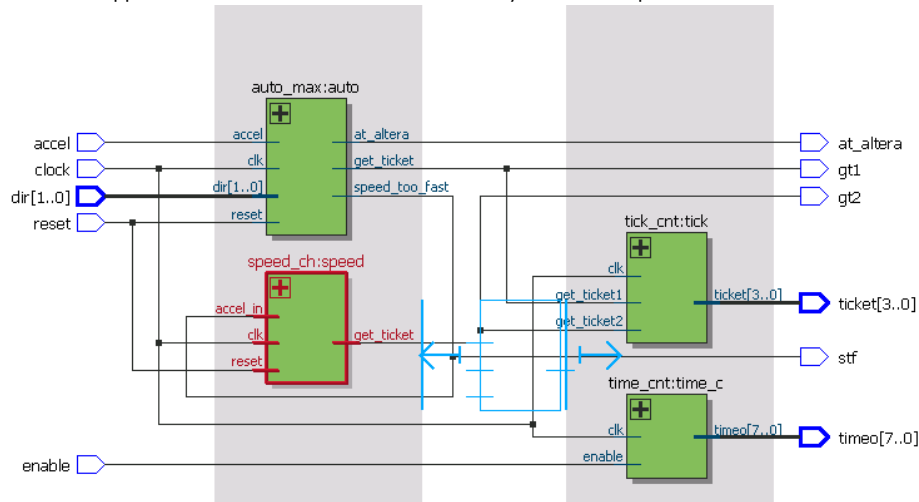 auto_max:auto
accel
accel
at_altera
at_altera
clock
clk
get_ticket
gt1
dir[1..0]
dir[1..0]
speed_too_fast
gt2
reset
reset
tick_cnt:tick
speed_ch:speed
clk
accel_in
get_ticket1
ticket[3..0]
ticket[3..0]
get_ticket2
clk
get_ticket
reset
stf
time_cnt:time_c
clk
timeo[7..0]
timeo[7..0]
enable
enable